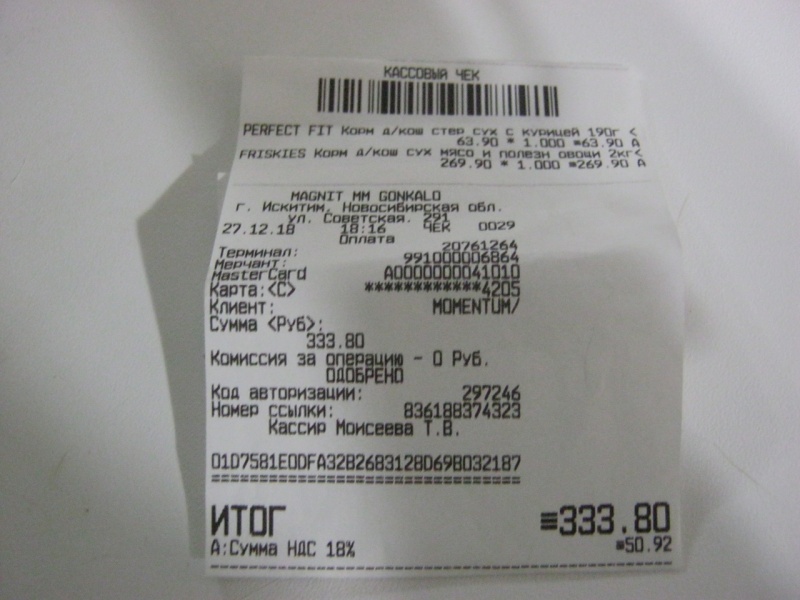 КАССОВЫЙ ЧЕК
PERFECT FIT Корм д/кош стер сух с курицей 190г <
63.90 * 1.000 =63.90 А
FRISKIES Корм д/кош сух мясо и полезн овощи 2кг<
269.90 * 1.000 =269.90 А
MAGNIT MM GONKALO
г. Искитим, Новосибирская обл.
ул. Советская. 291
27.12.18 18:16 ЧЕК 0029
Оплата
Терминал: 20761264
Мерчант: 991000006864
MasterCard A0000000041010
Карта:<C> ************4205
Клиент: MOMENTUM/
Сумма <Руб>:
333.80
Комиссия за операцию - 0 Руб.
ОДОБРЕНО
Код авторизации: 297246
Номер ссылки: 836188374323
Кассир Моисеева Т.В.
D1D7581E0DFA32B2683128D69BD32187
================================
ИТОГ ≡333.80
А:Сумма НДС 18% =50.92